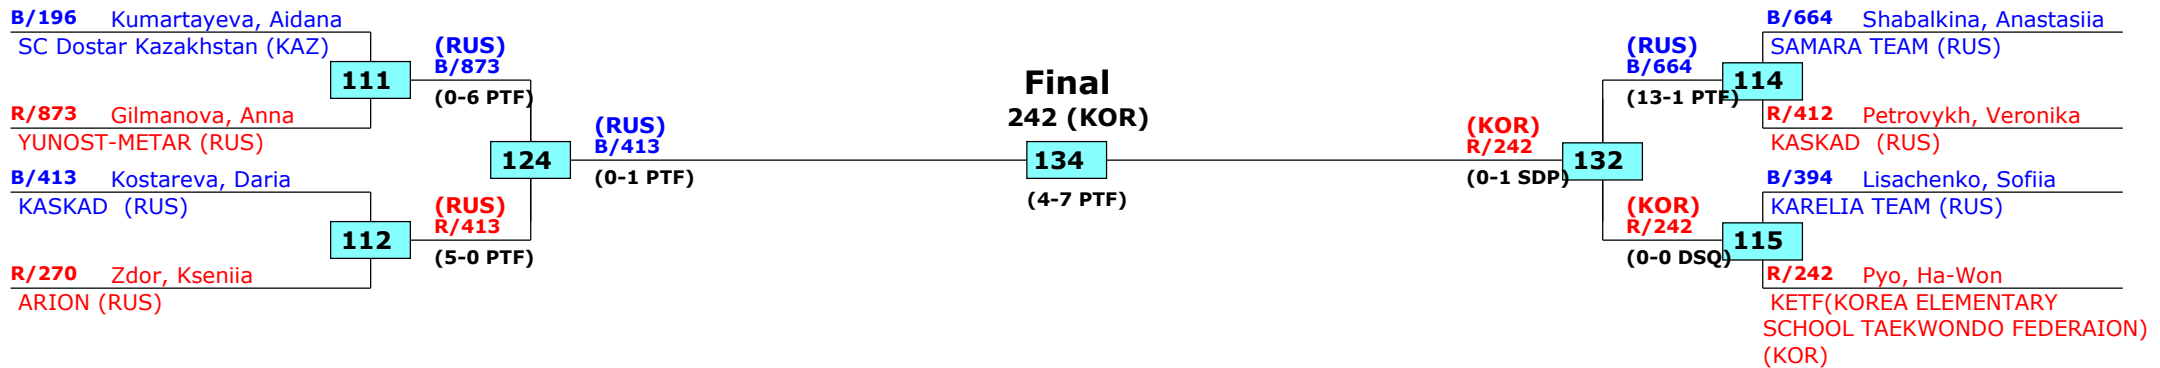 B/196 Kumartayeva, Aidana
SC Dostar Kazakhstan (KAZ)
111
R/873 Gilmanova, Anna
YUNOST-METAR (RUS)
B/413 Kostareva, Daria
KASKAD (RUS)
112
R/270 Zdor, Kseniia
ARION (RUS)
(RUS)
B/873
(0-6 PTF)
124
(RUS)
R/413
(5-0 PTF)
(RUS)
B/413
(0-1 PTF)
Final
242 (KOR)
134
(4-7 PTF)
(KOR)
R/242
(0-1 SDP)
132
(RUS)
B/664
(13-1 PTF)
(KOR)
R/242
(0-0 DSQ)
B/664 Shabalkina, Anastasiia
SAMARA TEAM (RUS)
114
R/412 Petrovykh, Veronika
KASKAD (RUS)
B/394 Lisachenko, Sofiia
KARELIA TEAM (RUS)
115
R/242 Pyo, Ha-Won
KETF(KOREA ELEMENTARY
SCHOOL TAEKWONDO FEDERAION)
(KOR)